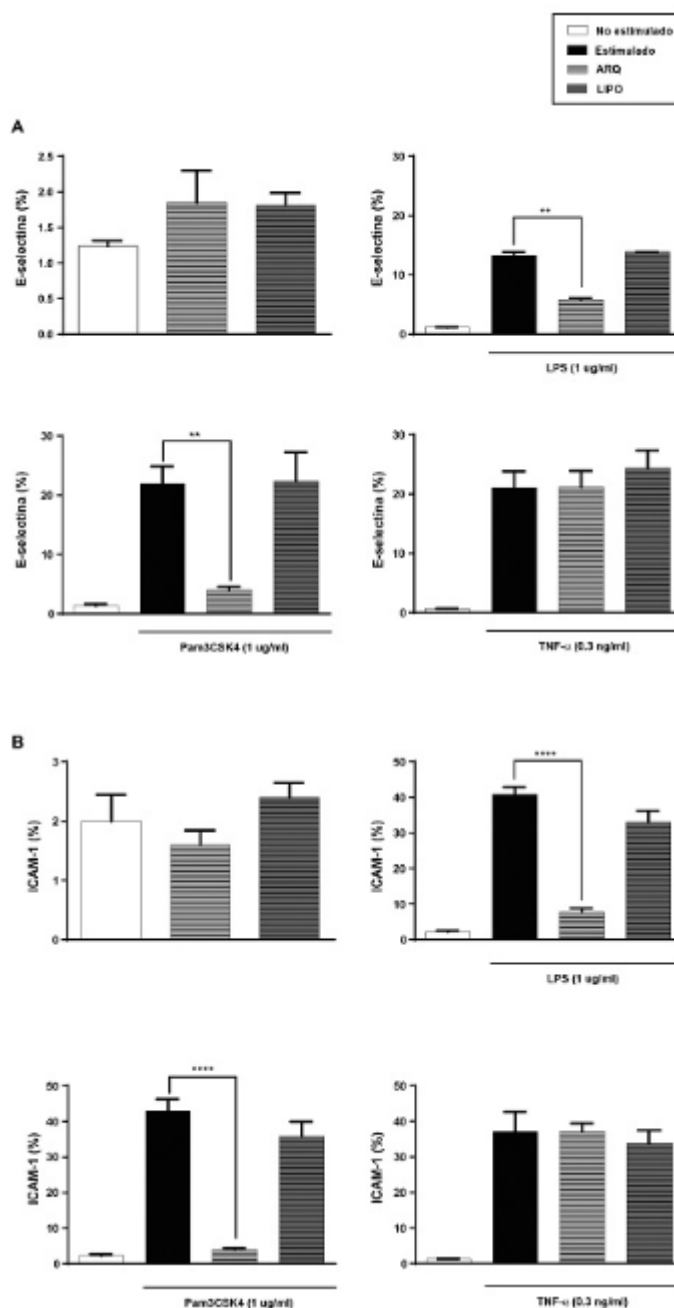 No estimulado
Estimulado
ARQ
LIPO
A
E-selectina (%)
2.5
2.0
1.5
1.0
0.5
0.0
E-selectina (%)
30
20
10
0
**
LPS (1 ug/ml)
E-selectina (%)
30
20
10
0
**
Pam3CSK4 (1 ug/ml)
E-selectina (%)
30
20
10
0
TNF-α (0.3 ng/ml)
B
ICAM-1 (%)
3
2
1
0
ICAM-1 (%)
50
40
30
20
10
0
****
LPS (1 ug/ml)
ICAM-1 (%)
50
40
30
20
10
0
****
Pam3CSK4 (1 ug/ml)
ICAM-1 (%)
50
40
30
20
10
0
TNF-α (0.3 ng/ml)